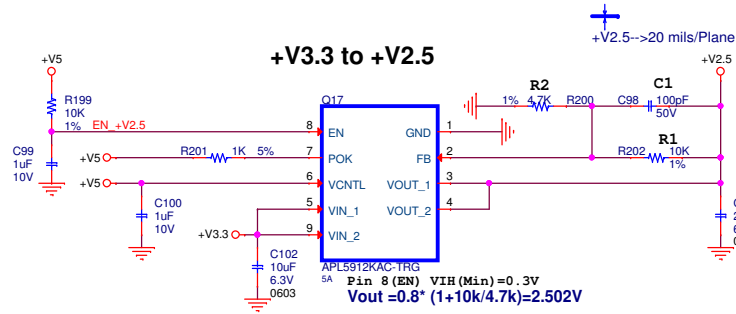 +V2.5-->20 mils/Plane
+V3.3 to +V2.5
+V5
+V2.5
R199
10K
1%
EN_+V2.5
C99
1uF
10V
Q17
1%
R2
4.7K
R200
C98
C1
100pF
50V
R1
R202
10K
1%
8
EN
GND
1
+V5
R201
1K
5%
7
POK
FB
2
+V5
6
VCNTL
VOUT_1
3
C100
1uF
10V
5
VIN_1
VOUT_2
4
+V3.3
9
VIN_2
C102
10uF
6.3V
0603
APL5912KAC-TRG
5A
Pin 8(EN) VIH(Min)=0.3V
Vout =0.8* (1+10k/4.7k)=2.502V